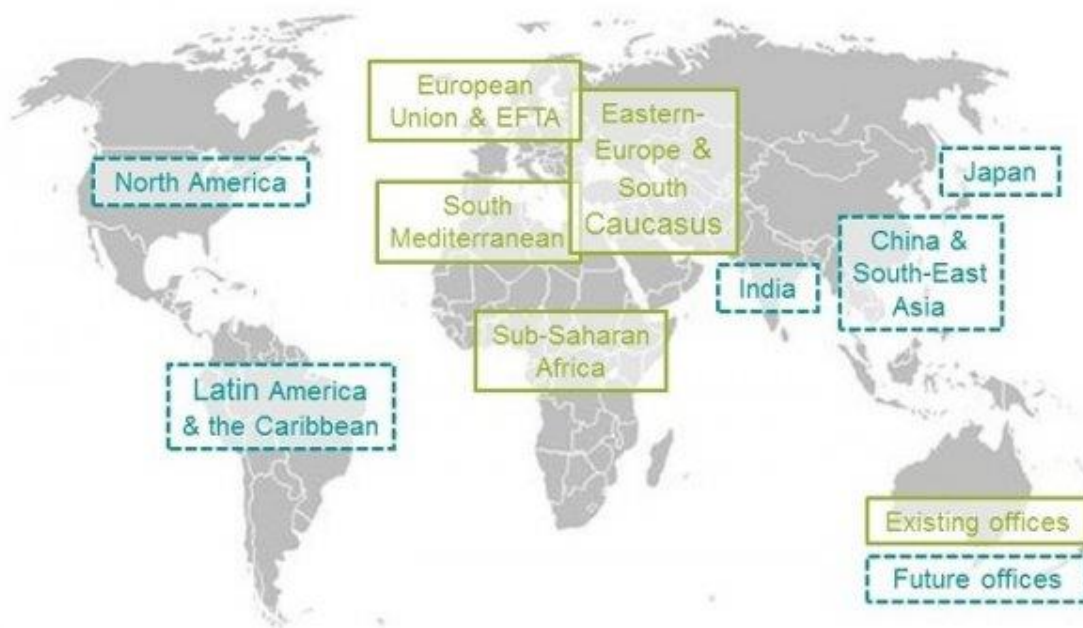 European
Union & EFTA
Eastern-
Europe &
South
Caucasus
North America
Japan
South
Mediterranean
China &
South-East
Asia
India
Sub-Saharan
Africa
Latin America
& the Caribbean
Existing offices
Future offices